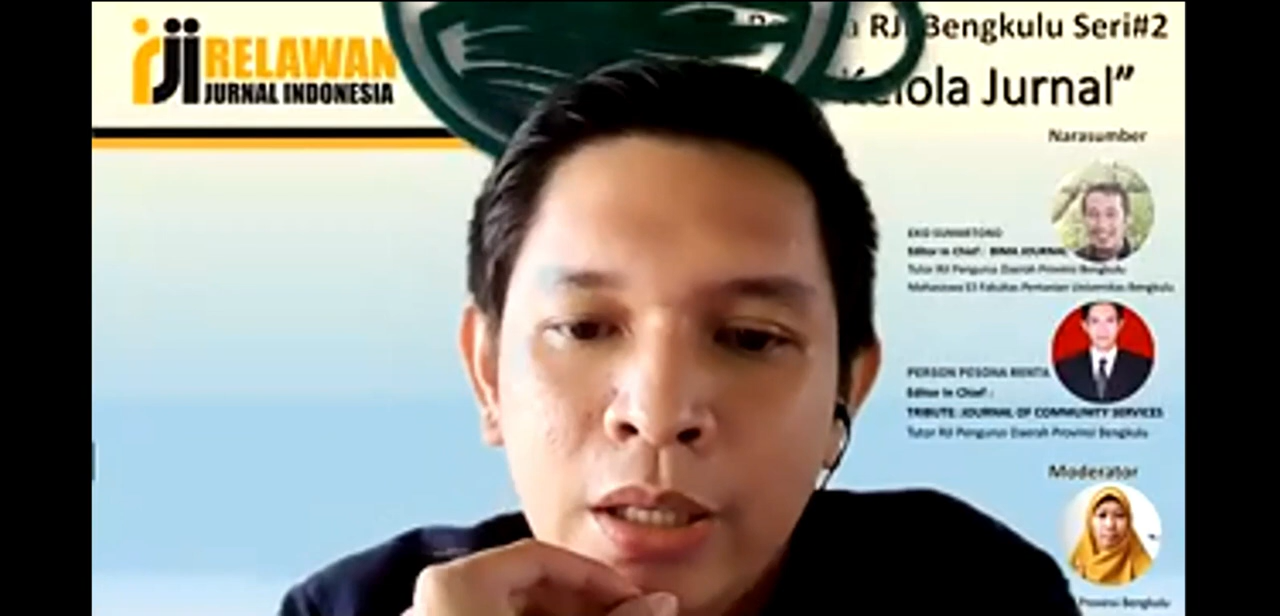 rji RELAWAN
JURNAL INDONESIA
RJI Bengkulu Seri#2
Kelola Jurnal”
Narasumber
Editor In Chief : BIMA JOURNAL
Tutor RJI Pengurus Daerah Provinsi Bengkulu
Mahasiswa S3 Fakultas Pertanian Universitas Bengkulu
PERSON PESONA RENTA
Editor In Chief :
TRIBUTE: JOURNAL OF COMMUNITY SERVICES
Tutor RJI Pengurus Daerah Provinsi Bengkulu
Moderator
Provinsi Bengkulu